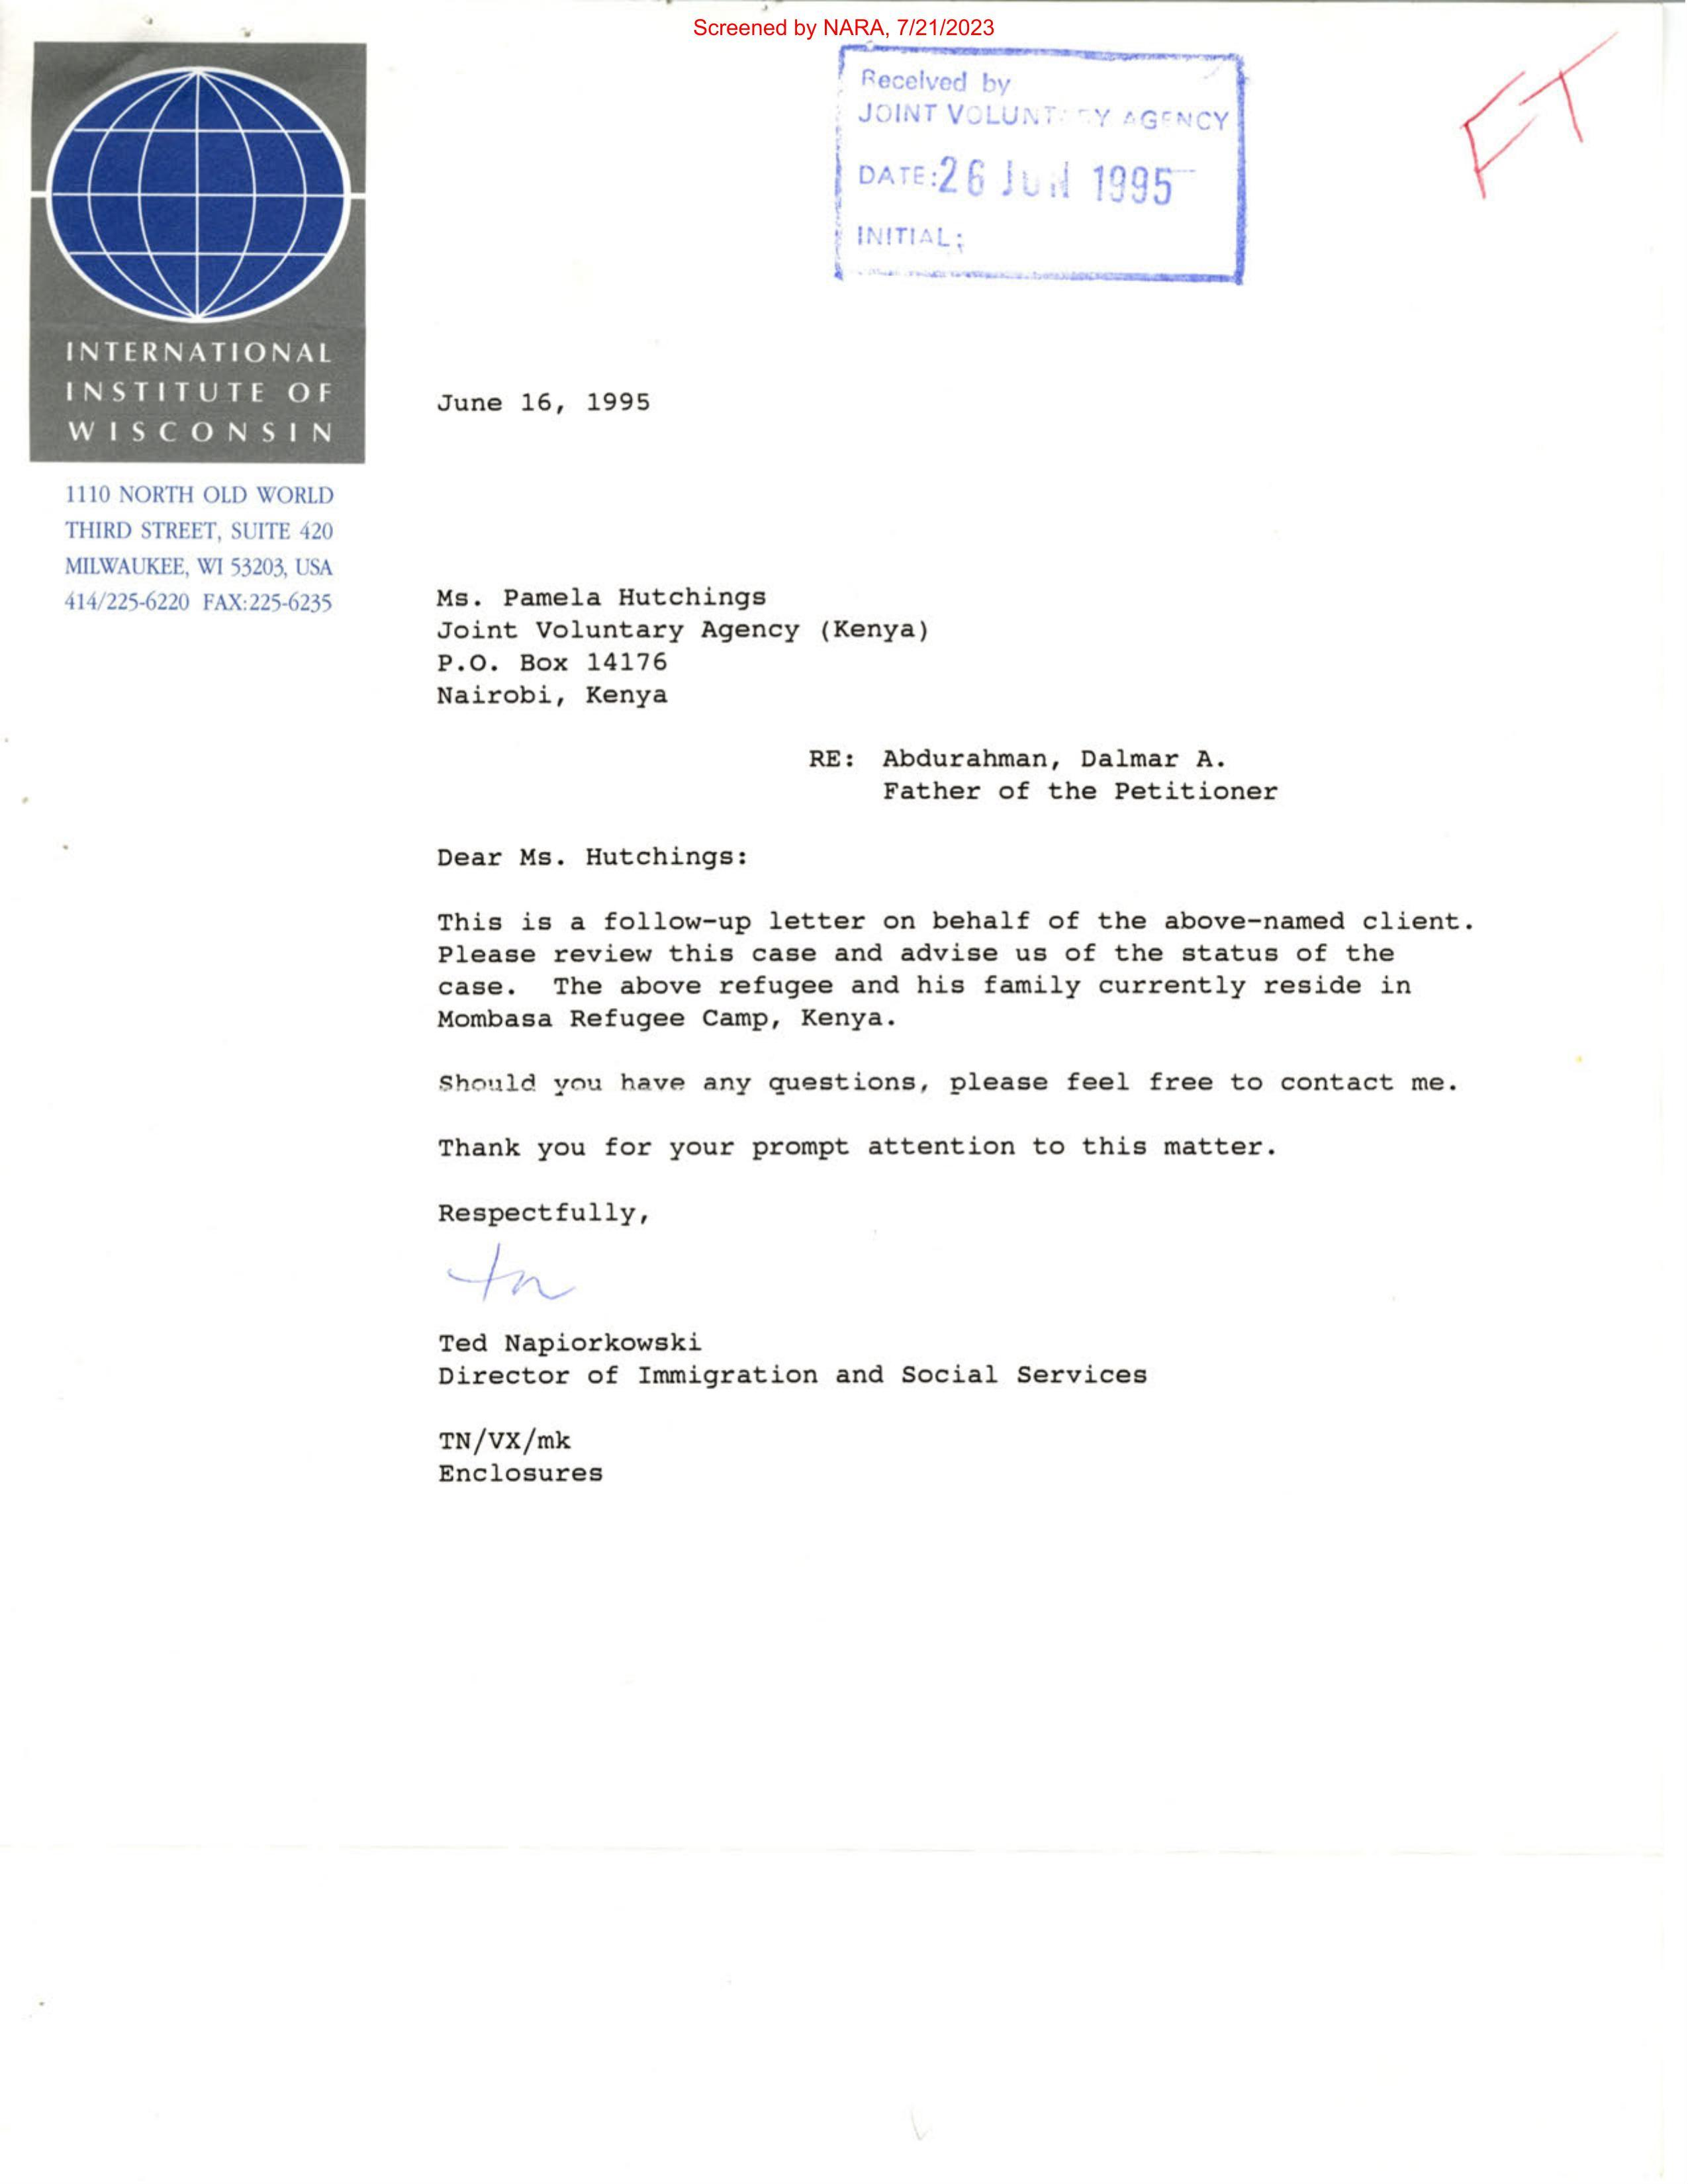 Screened by NARA, 7/21/2023
Received by
JOINT VOLUNTARY AGENCY
DATE: 26 JUN 1995
INITIAL:
FT
INTERNATIONAL
INSTITUTE OF
WISCONSIN
1110 NORTH OLD WORLD
THIRD STREET, SUITE 420
MILWAUKEE, WI 53203, USA
414/225-6220 FAX:225-6235
June 16, 1995
Ms. Pamela Hutchings
Joint Voluntary Agency (Kenya)
P.O. Box 14176
Nairobi, Kenya
RE: Abdurahman, Dalmar A.
Father of the Petitioner
Dear Ms. Hutchings:
This is a follow-up letter on behalf of the above-named client.
Please review this case and advise us of the status of the
case. The above refugee and his family currently reside in
Mombasa Refugee Camp, Kenya.
Should you have any questions, please feel free to contact me.
Thank you for your prompt attention to this matter.
Respectfully,
tn
Ted Napiorkowski
Director of Immigration and Social Services
TN/VX/mk
Enclosures